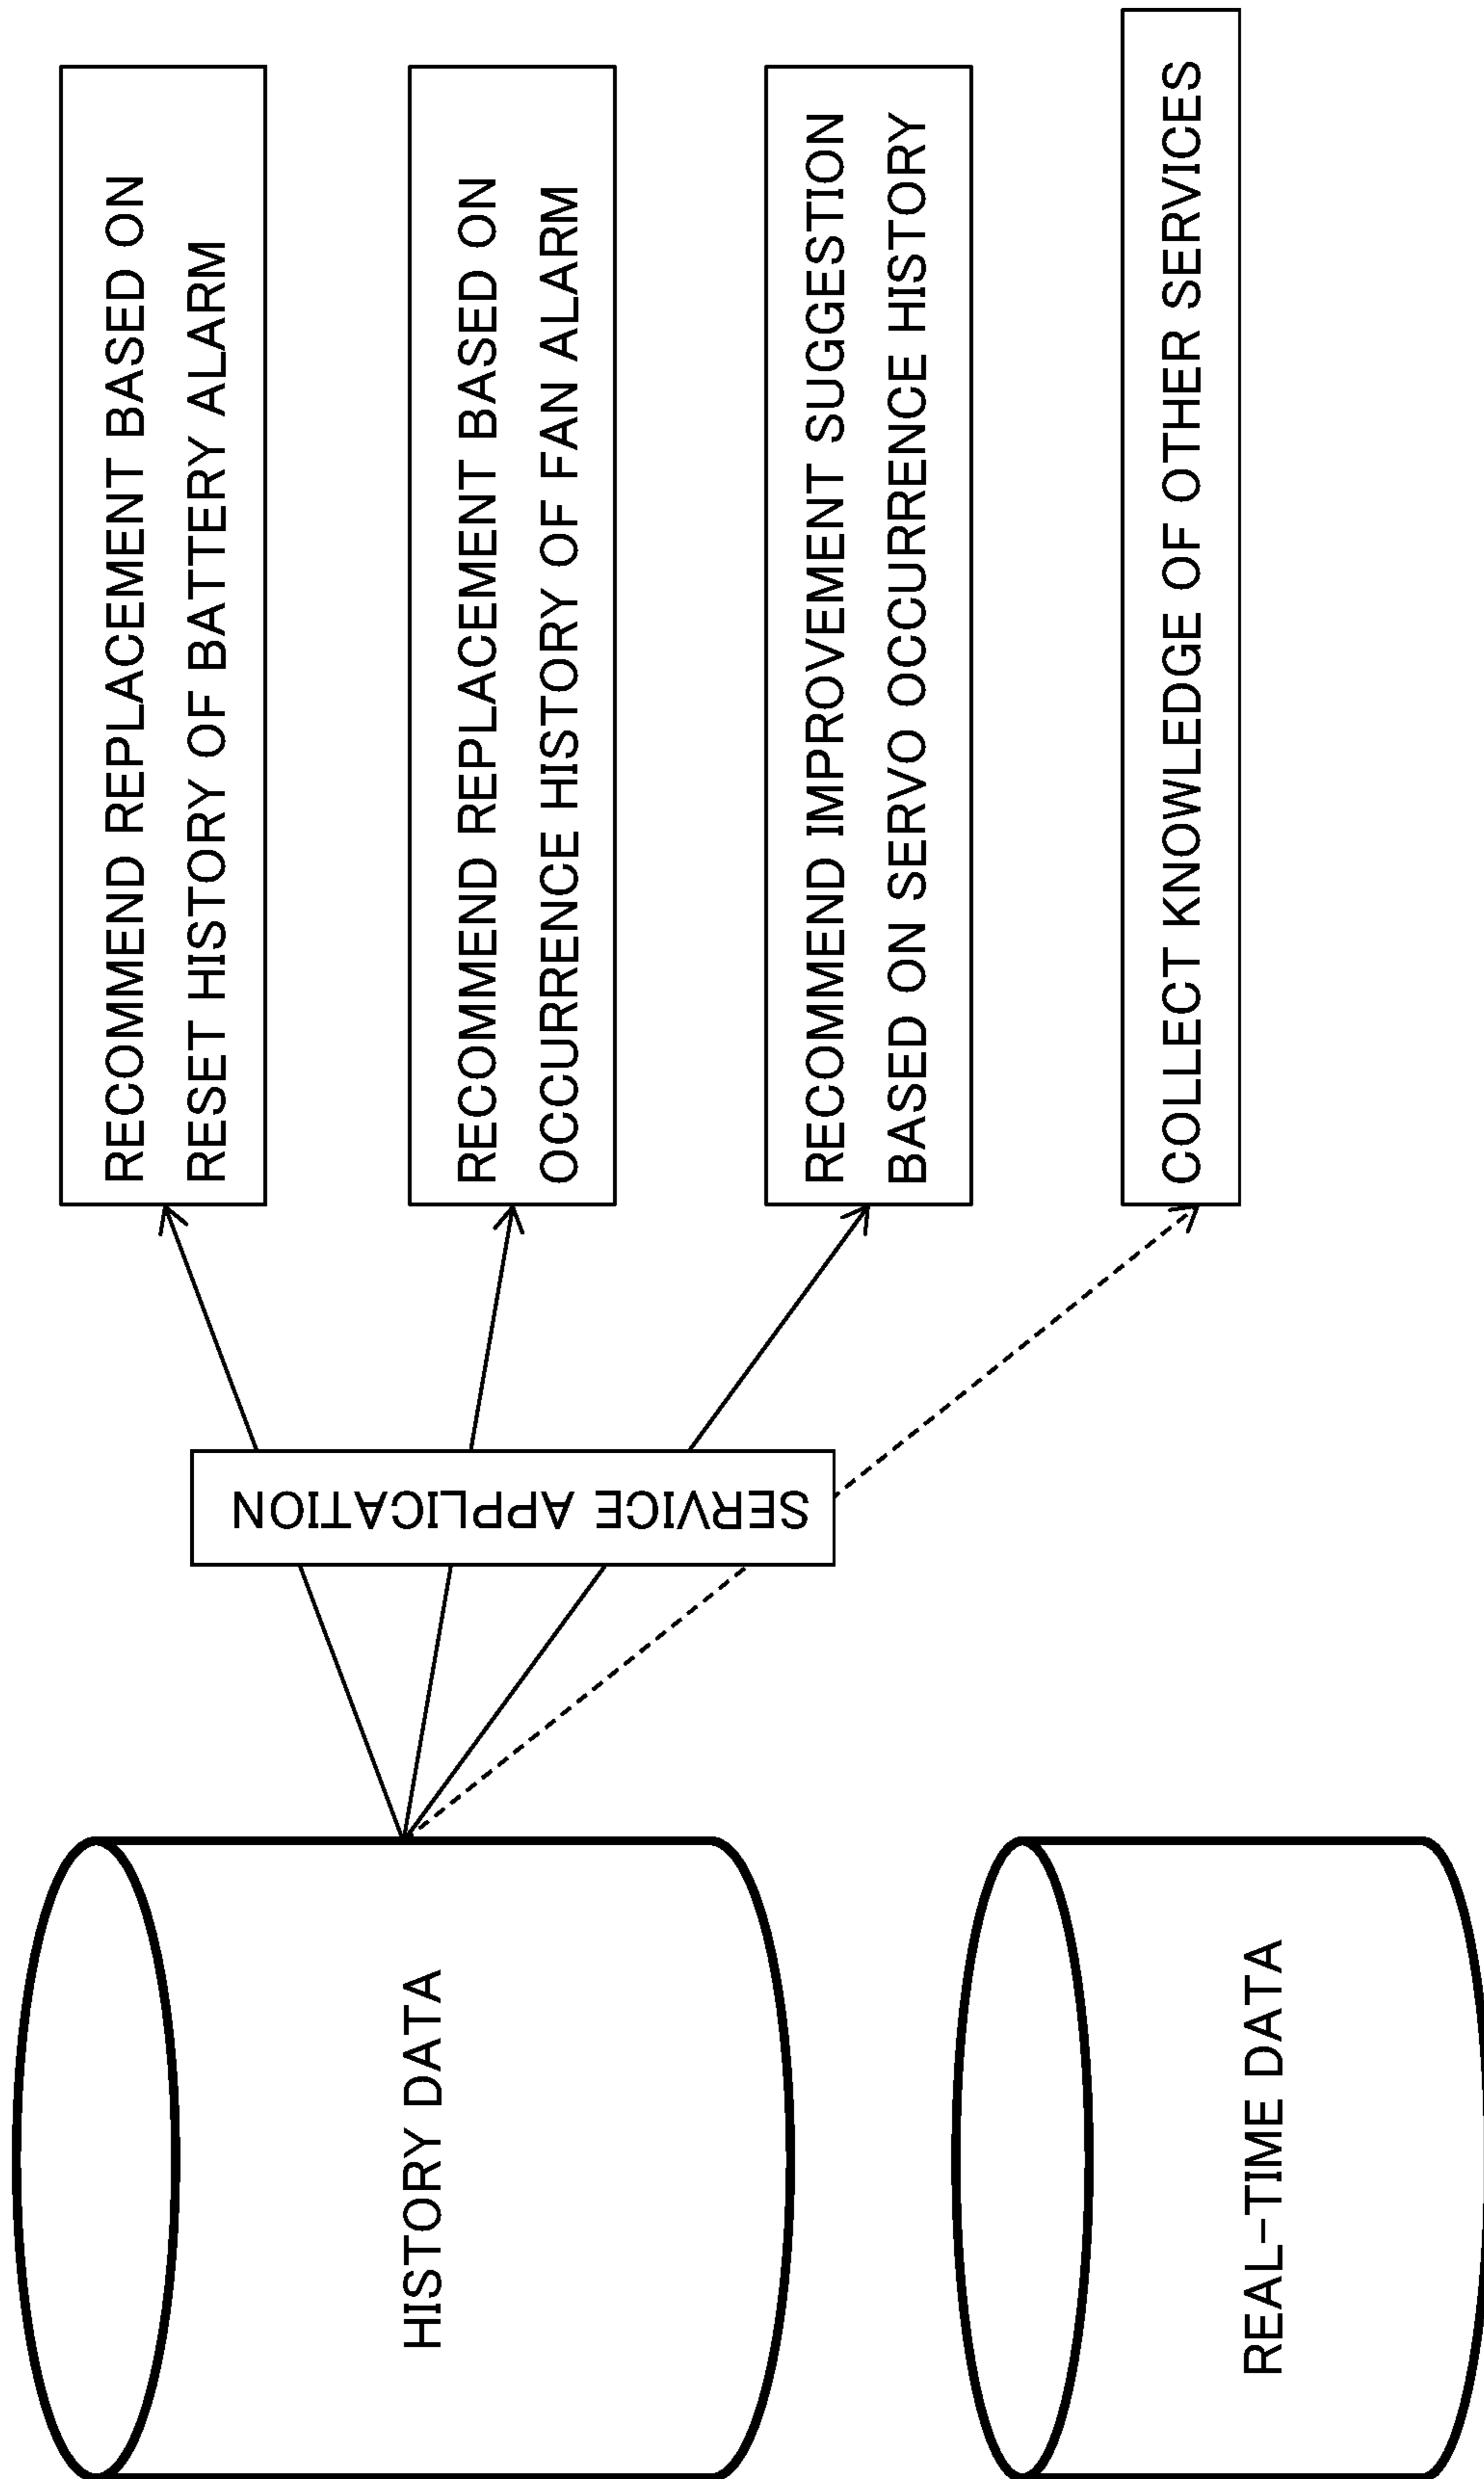 HISTORY DATA
REAL-TIME DATA
SERVICE APPLICATION
RECOMMEND REPLACEMENT BASED ON
RESET HISTORY OF BATTERY ALARM
RECOMMEND REPLACEMENT BASED ON
OCCURRENCE HISTORY OF FAN ALARM
RECOMMEND IMPROVEMENT SUGGESTION
BASED ON SERVO OCCURRENCE HISTORY
COLLECT KNOWLEDGE OF OTHER SERVICES